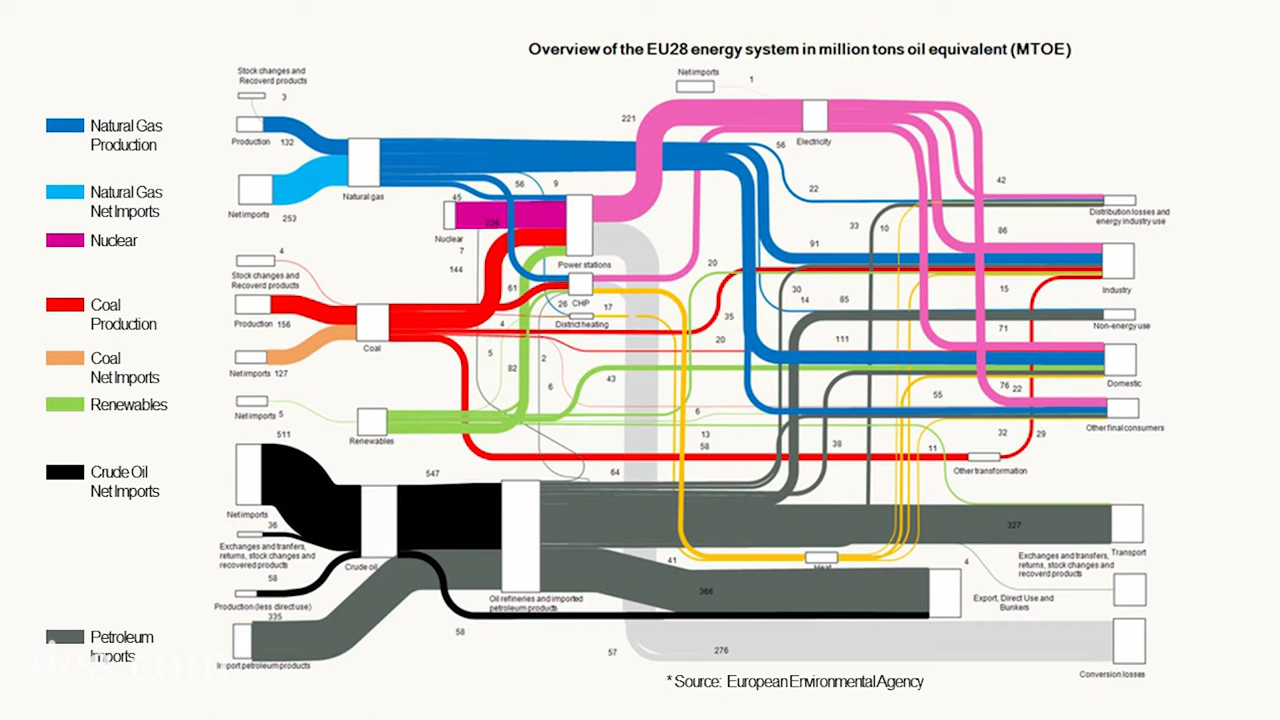 Overview of the EU28 energy system in million tons oil equivalent (MTOE)
Stock changes and
Recoverd products
3
Net imports
1
Natural Gas
Production
Production
132
221
Electricity
56
Natural Gas
Net Imports
Net imports
253
Natural gas
45
56
9
22
42
Distribution losses and
energy industry use
Nuclear
Nuclear
226
7
33
10
86
91
4
Stock changes and
Recoverd products
144
Power stations
20
Industry
Coal
Production
Production
156
61
CHP
26
17
District heating
4
30
14
85
15
Non-energy use
35
20
111
71
Coal
Coal
Net Imports
Net imports
127
5
2
82
6
43
Domestic
76
22
55
Renewables
Net imports
5
Renewables
6
13
58
38
32
29
11
Other final consumers
511
Crude Oil
Net Imports
547
64
Other transformation
Net imports
36
Exchanges and tranfers,
returns, stock changes and
recovered products
58
Crude oil
327
Transport
41
Heat
4
Exchanges and transfers,
returns, stock changes and
recoverd products
Production (less direct use)
335
Oil refineries and imported
petroleum products
366
Export, Direct Use and
Bunkers
Petroleum
Imports
58
57
276
Import petroleum products
Conversion losses
* Source: European Environmental Agency